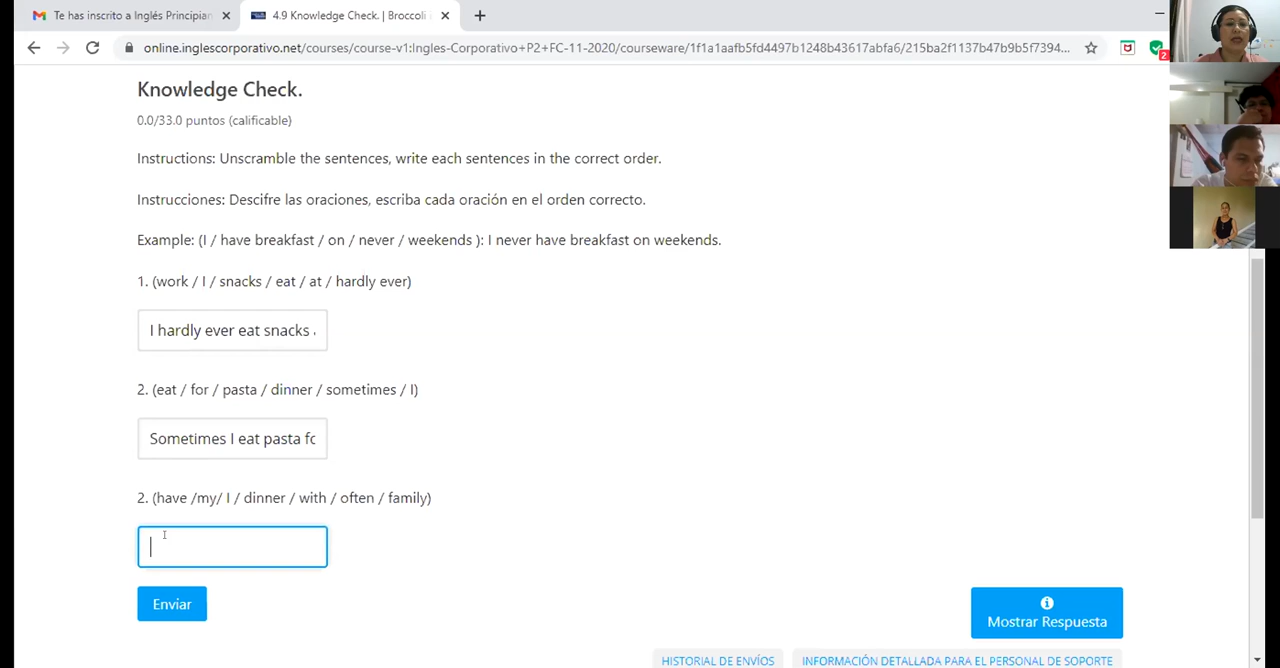 Te has inscrito a Inglés Principian
4.9 Knowledge Check. | Broccoli
online.inglescorporativo.net/courses/course-v1:Ingles-Corporativo+P2+FC-11-2020/courseware/1f1a1aafb5fd4497b1248b43617abfa6/215ba2f1137b47b9b5f7394...
2
Knowledge Check.
0.0/33.0 puntos (calificable)
Instructions: Unscramble the sentences, write each sentences in the correct order.
Instrucciones: Descifre las oraciones, escriba cada oración en el orden correcto.
Example: (I / have breakfast / on / never / weekends ): I never have breakfast on weekends.
1. (work / I / snacks / eat / at / hardly ever)
I hardly ever eat snacks
2. (eat / for / pasta / dinner / sometimes / I)
Sometimes I eat pasta fo
2. (have /my/ I / dinner / with / often / family)
Enviar
Mostrar Respuesta
HISTORIAL DE ENVÍOS
INFORMACIÓN DETALLADA PARA EL PERSONAL DE SOPORTE